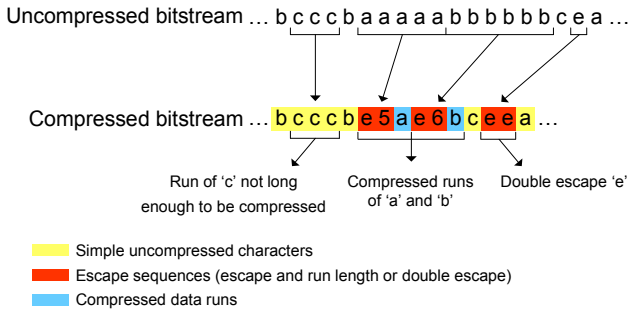 Uncompressed bitstream … b c c c b a a a a a b b b b b b c e a …
Compressed bitstream … b c c c b e 5 a e 6 b c e e a …
Run of ‘c’ not long
enough to be compressed
Compressed runs
of ‘a’ and ‘b’
Double escape ‘e’
Simple uncompressed characters
Escape sequences (escape and run length or double escape)
Compressed data runs